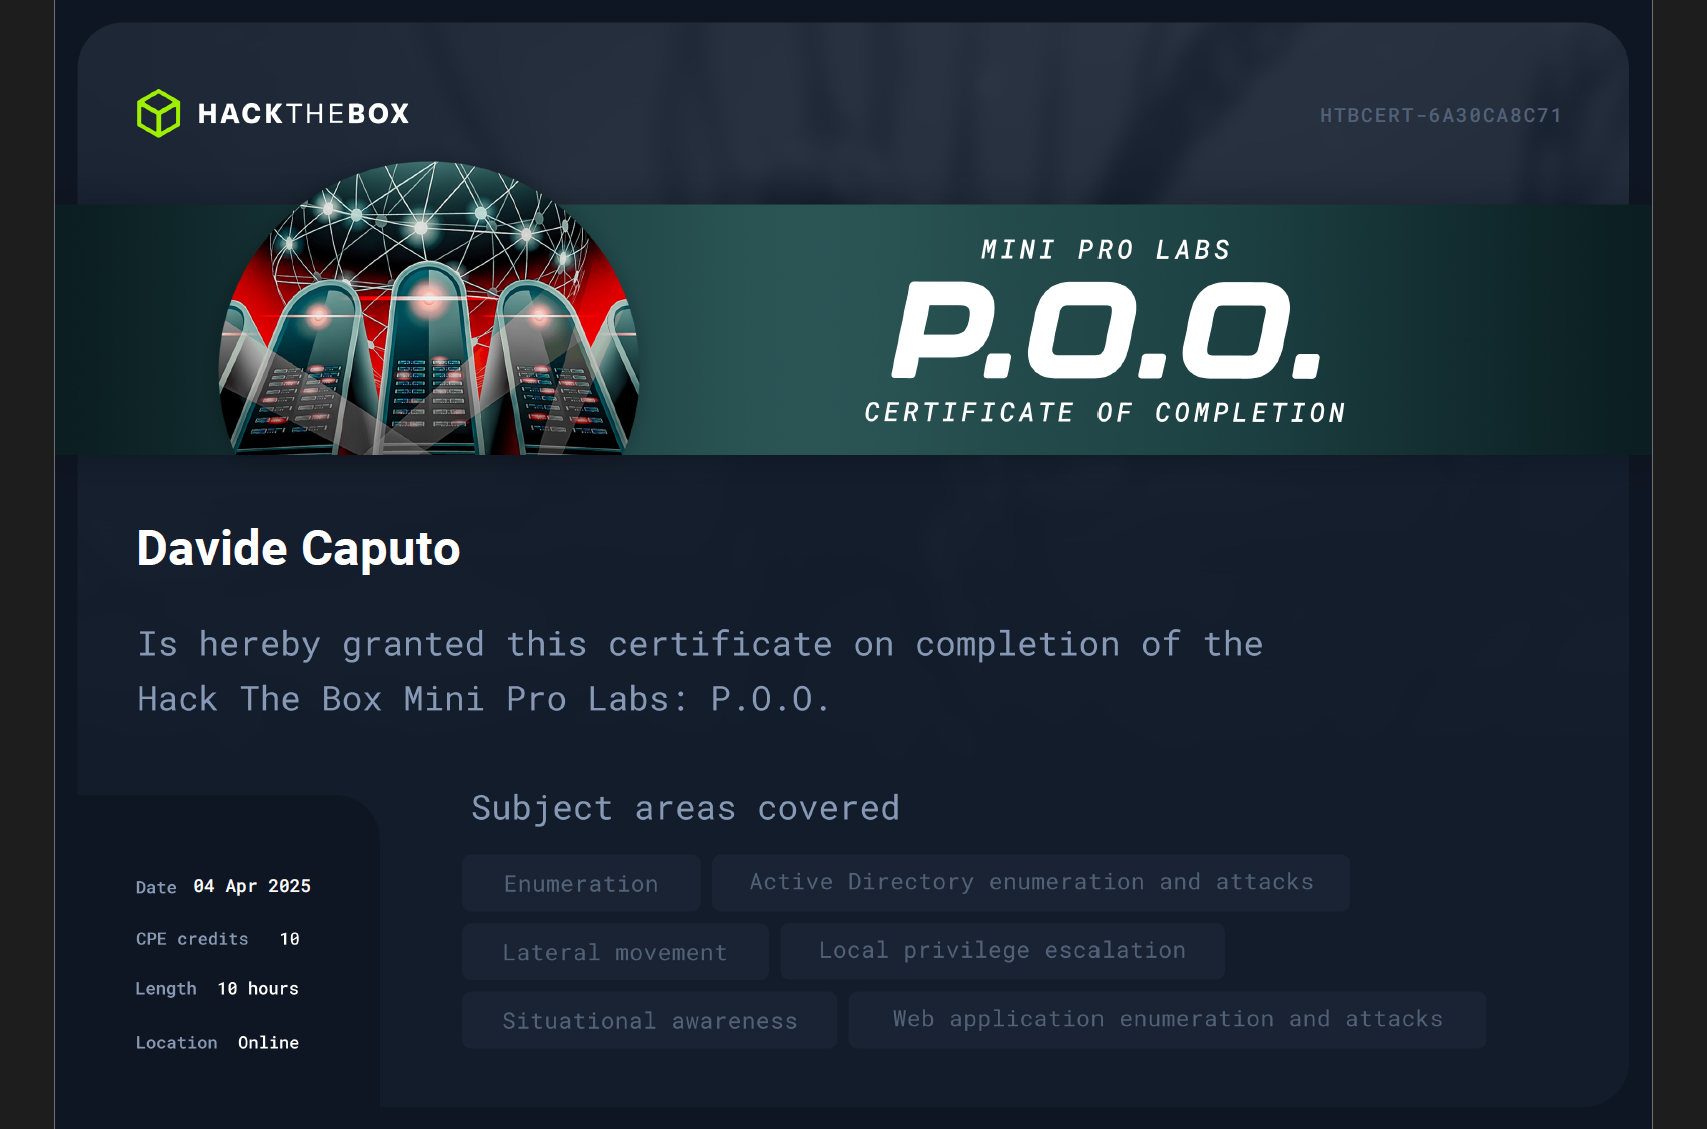 HACKTHEBOX
HTBCERT-6A30CA8C71
MINI PRO LABS
P.O.O.
CERTIFICATE OF COMPLETION
Davide Caputo
Is hereby granted this certificate on completion of the
Hack The Box Mini Pro Labs: P.O.O.
Subject areas covered
Enumeration
Active Directory enumeration and attacks
Lateral movement
Local privilege escalation
Situational awareness
Web application enumeration and attacks
Date 04 Apr 2025
CPE credits 10
Length 10 hours
Location Online